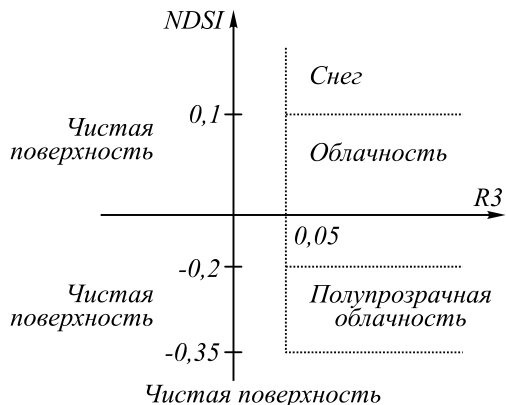 NDSI
Снег
0,1
Чистая
поверхность
Облачность
R3
0,05
-0,2
Чистая
поверхность
Полупрозрачная
облачность
-0,35
Чистая поверхность